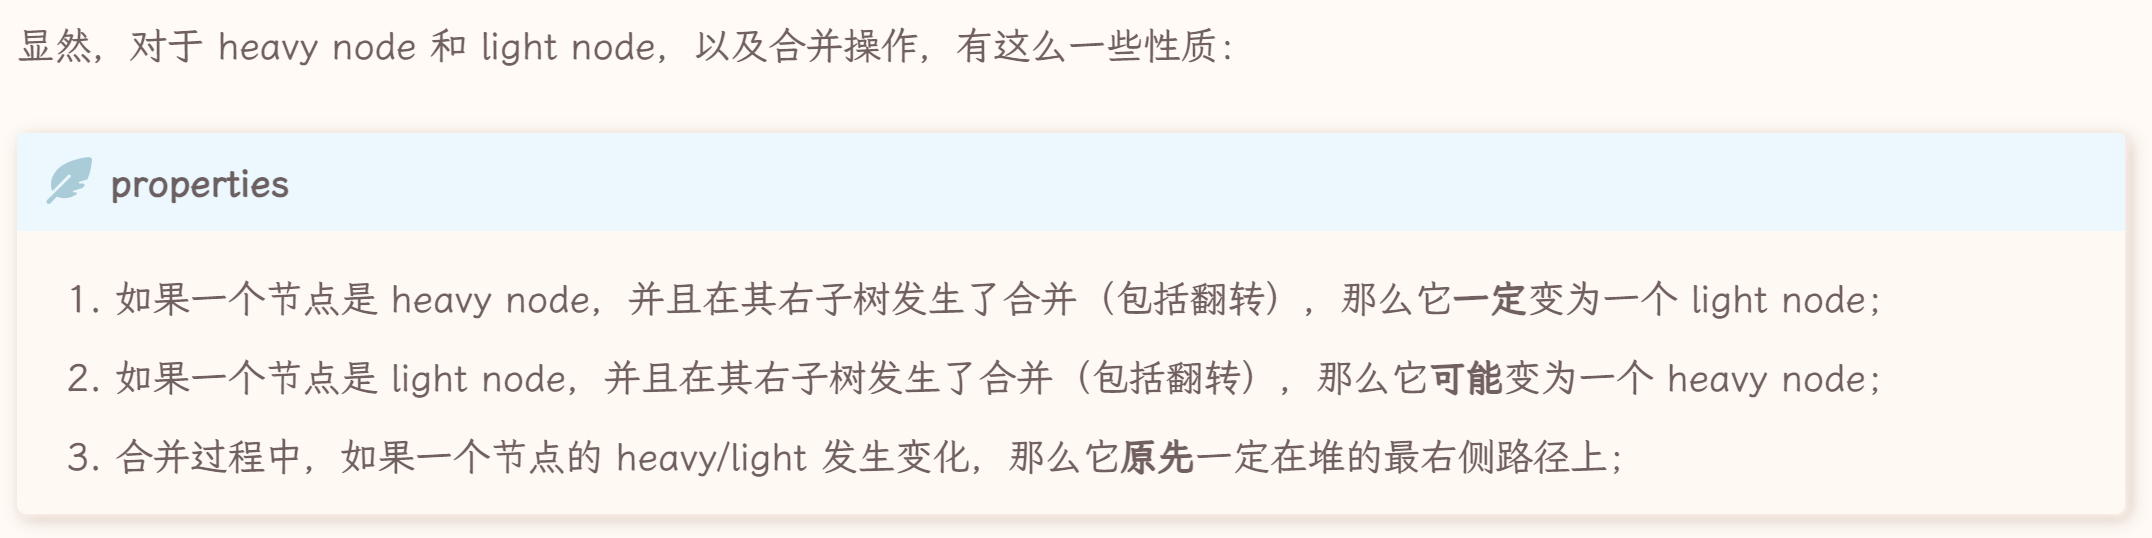 显然，对于 heavy node 和 light node，以及合并操作，有这么一些性质：
properties
1. 如果一个节点是 heavy node，并且在其右子树发生了合并（包括翻转），那么它一定变为一个 light node；
2. 如果一个节点是 light node，并且在其右子树发生了合并（包括翻转），那么它可能变为一个 heavy node；
3. 合并过程中，如果一个节点的 heavy/light 发生变化，那么它原先一定在堆的最右侧路径上；